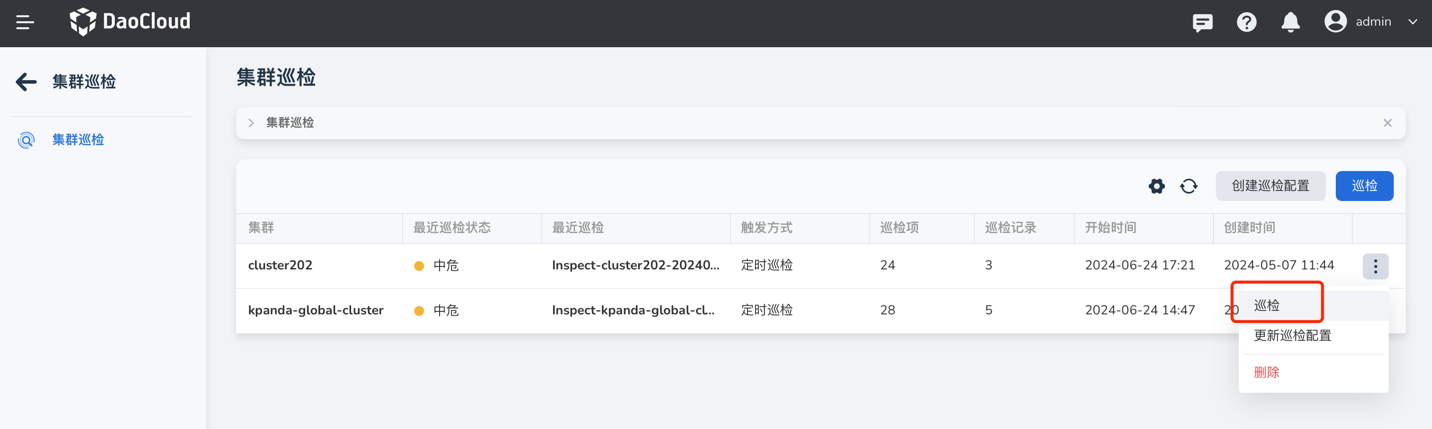 DaoCloud
admin
集群巡检
集群巡检
集群巡检
集群巡检
创建巡检配置
巡检
集群 最近巡检状态 最近巡检 触发方式 巡检项 巡检记录 开始时间 创建时间
cluster202 中危 Inspect-cluster202-20240... 定时巡检 24 3 2024-06-24 17:21 2024-05-07 11:44
kpanda-global-cluster 中危 Inspect-kpanda-global-cl... 定时巡检 28 5 2024-06-24 14:47 20
巡检
更新巡检配置
删除